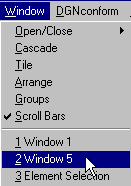 Window DGNconform
Open/Close
Cascade
Tile
Arrange
Groups
Scroll Bars
1 Window 1
2 Window 5
3 Element Selection